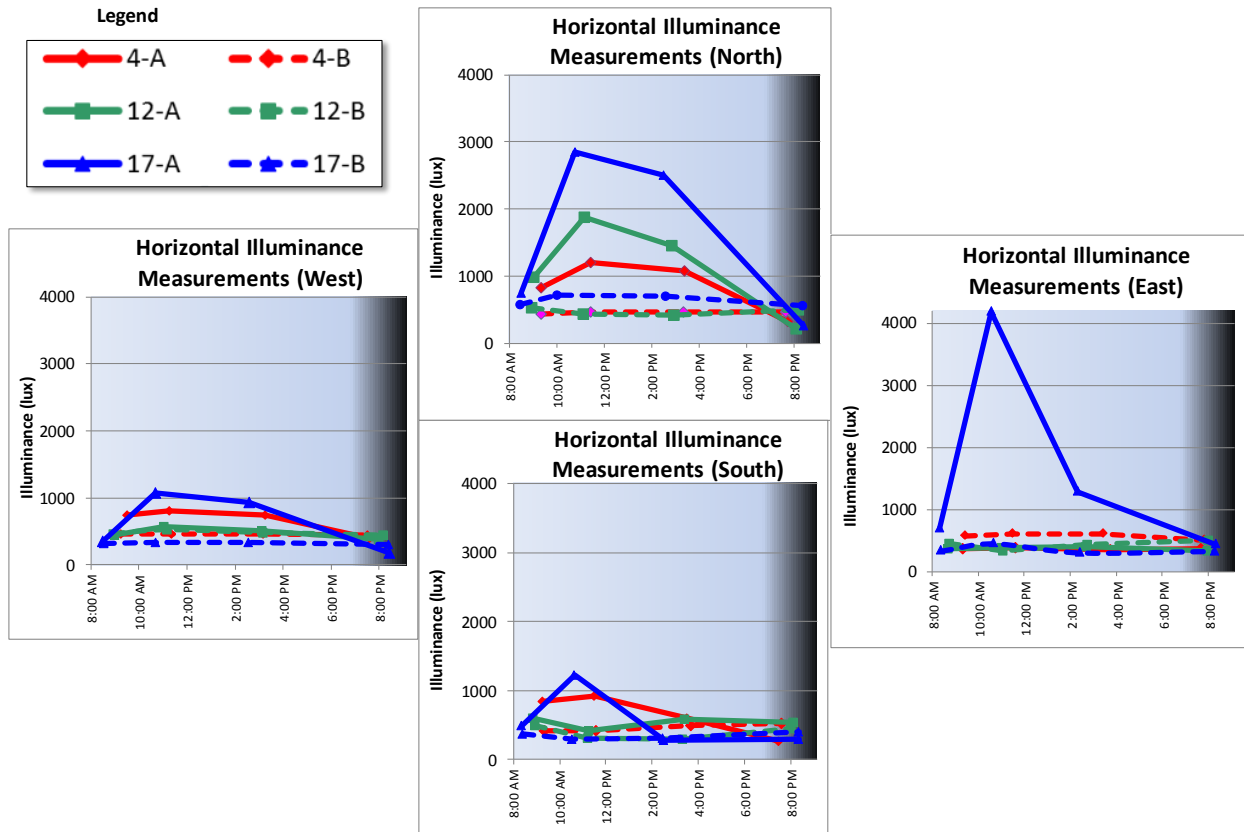 Legend
4-A
4-B
12-A
12-B
17-A
17-B
Horizontal Illuminance
Measurements (North)
Illuminance (lux)
4000
3000
2000
1000
0
8:00 AM
10:00 AM
12:00 PM
2:00 PM
4:00 PM
6:00 PM
8:00 PM
Horizontal Illuminance
Measurements (West)
Illuminance (lux)
4000
3000
2000
1000
0
8:00 AM
10:00 AM
12:00 PM
2:00 PM
4:00 PM
6:00 PM
8:00 PM
Horizontal Illuminance
Measurements (East)
Illuminance (lux)
4000
3000
2000
1000
0
8:00 AM
10:00 AM
12:00 PM
2:00 PM
4:00 PM
6:00 PM
8:00 PM
Horizontal Illuminance
Measurements (South)
Illuminance (lux)
4000
3000
2000
1000
0
8:00 AM
10:00 AM
12:00 PM
2:00 PM
4:00 PM
6:00 PM
8:00 PM